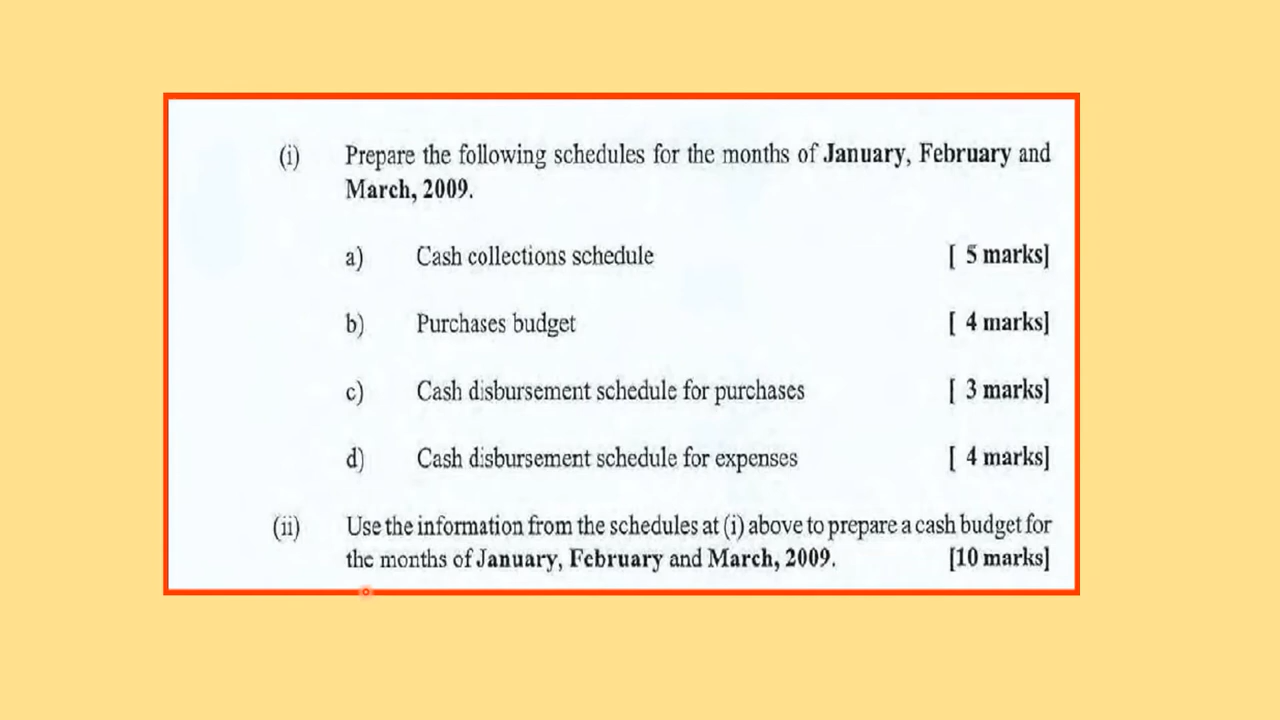 (i) Prepare the following schedules for the months of January, February and
March, 2009.
a) Cash collections schedule [ 5 marks]
b) Purchases budget [ 4 marks]
c) Cash disbursement schedule for purchases [ 3 marks]
d) Cash disbursement schedule for expenses [ 4 marks]
(ii) Use the information from the schedules at (i) above to prepare a cash budget for
the months of January, February and March, 2009. [10 marks]